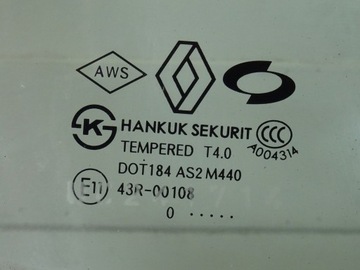 AWS
HANKUK SEKURIT CCC
TEMPERED T4.0 A004314
DOT184 AS2 M440
E11 43R-00108
0 .....